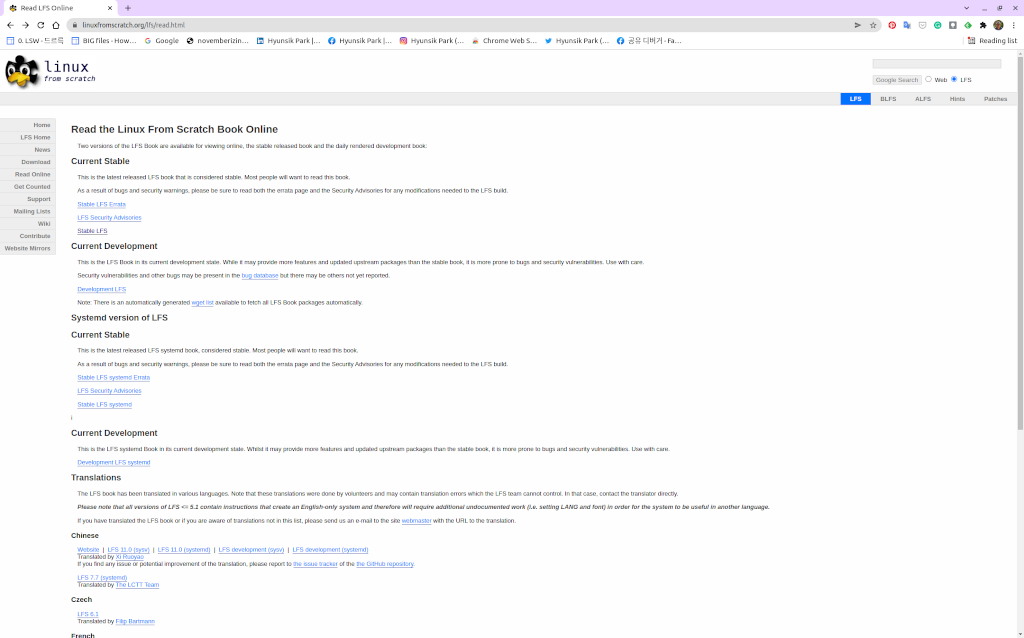 Read LFS Online
linuxfromscratch.org/lfs/read.html
0. LSW - 드르륵
BIG files - How…
Google
novemberizin…
Hyunsik Park |…
Hyunsik Park |…
Hyunsik Park (…
Chrome Web S…
Hyunsik Park (…
공유 디버거 - Fa…
Reading list
linux
from scratch
Google Search
Web
LFS
LFS
BLFS
ALFS
Hints
Patches
Home
LFS Home
News
Download
Read Online
Get Counted
Support
Mailing Lists
Wiki
Contribute
Website Mirrors
Read the Linux From Scratch Book Online
Two versions of the LFS Book are available for viewing online, the stable released book and the daily rendered development book:
Current Stable
This is the latest released LFS book that is considered stable. Most people will want to read this book.
As a result of bugs and security warnings, please be sure to read both the errata page and the Security Advisories for any modifications needed to the LFS build.
Stable LFS Errata
LFS Security Advisories
Stable LFS
Current Development
This is the LFS Book in its current development state. While it may provide more features and updated upstream packages than the stable book, it is more prone to bugs and security vulnerabilities. Use with care.
Security vulnerabilities and other bugs may be present in the bug database but there may be others not yet reported.
Development LFS
Note: There is an automatically generated wget list available to fetch all LFS Book packages automatically.
Systemd version of LFS
Current Stable
This is the latest released LFS systemd book, considered stable. Most people will want to read this book.
As a result of bugs and security warnings, please be sure to read both the errata page and the Security Advisories for any modifications needed to the LFS build.
Stable LFS systemd Errata
LFS Security Advisories
Stable LFS systemd
i
Current Development
This is the LFS systemd Book in its current development state. Whilst it may provide more features and updated upstream packages than the stable book, it is more prone to bugs and security vulnerabilities. Use with care.
Development LFS systemd
Translations
The LFS book has been translated in various languages. Note that these translations were done by volunteers and may contain translation errors which the LFS team cannot control. In that case, contact the translator directly.
Please note that all versions of LFS <= 5.1 contain instructions that create an English-only system and therefore will require additional undocumented work (i.e. setting LANG and font) in order for the system to be useful in another language.
If you have translated the LFS book or if you are aware of translations not in this list, please send us an e-mail to the site webmaster with the URL to the translation.
Chinese
Website | LFS 11.0 (sysv) | LFS 11.0 (systemd) | LFS development (sysv) | LFS development (systemd)
Translated by Xi Ruoyao
If you find any issue or potential improvement of the translation, please report to the issue tracker of the the GitHub repository.
LFS 7.7 (systemd)
Translated by The LCTT Team
Czech
LFS 6.1
Translated by Filip Bartmann
French